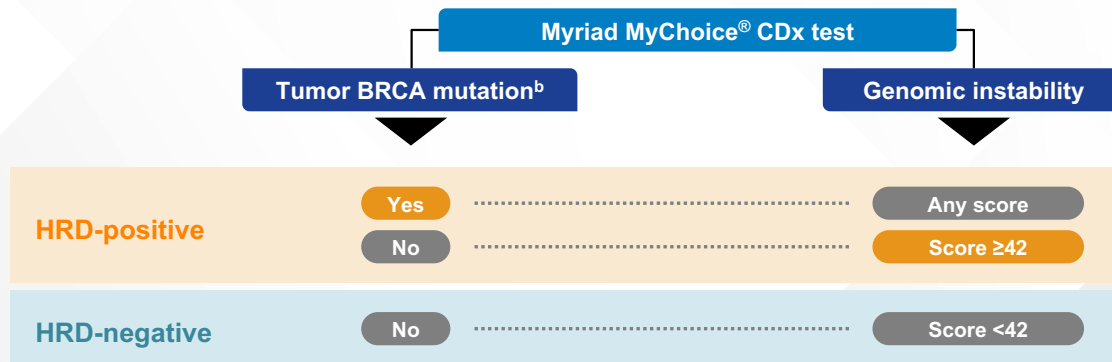 Myriad MyChoice® CDx test
Tumor BRCA mutationᵇ Genomic instability
HRD-positive
Yes Any score
No Score ≥42
HRD-negative No Score <42